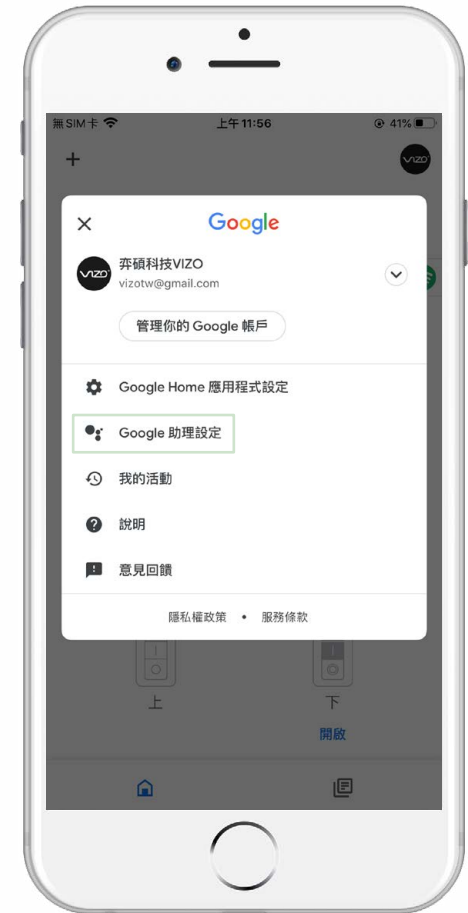 無SIM卡
上午11:56
41%
VIZO
Google
VIZO
弈碩科技VIZO
vizotw@gmail.com
管理你的 Google 帳戶
Google Home 應用程式設定
Google 助理設定
我的活動
說明
意見回饋
隱私權政策 • 服務條款
上
下
開啟